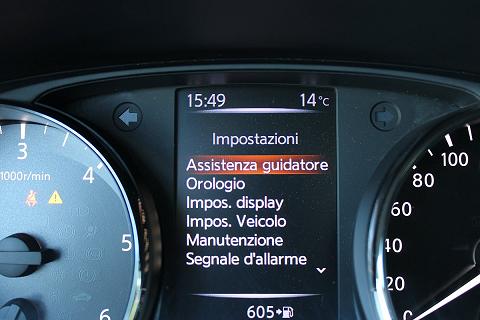 15:49 14°C
Impostazioni
Assistenza guidatore
Orologio
Impos. display
Impos. Veicolo
Manutenzione
Segnale d'allarme
605
1000r/min
3
4
5
6
100
80
60
40
20